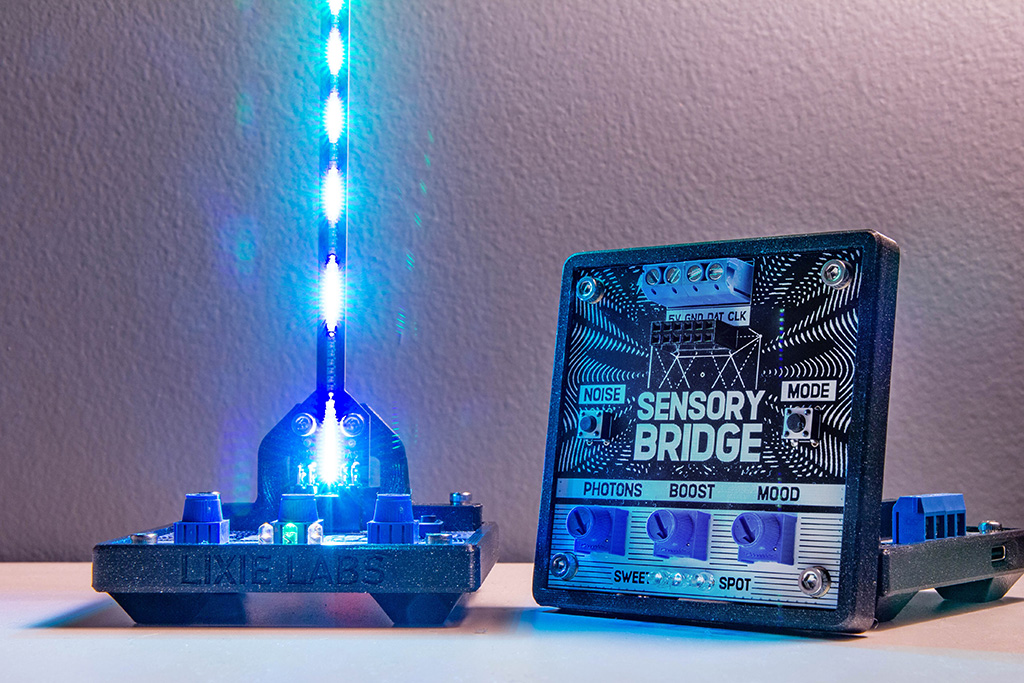 LIXIE LABS
5V GND DAT CLK
NOISE
MODE
SENSORY
BRIDGE
PHOTONS BOOST MOOD
SWEET SPOT